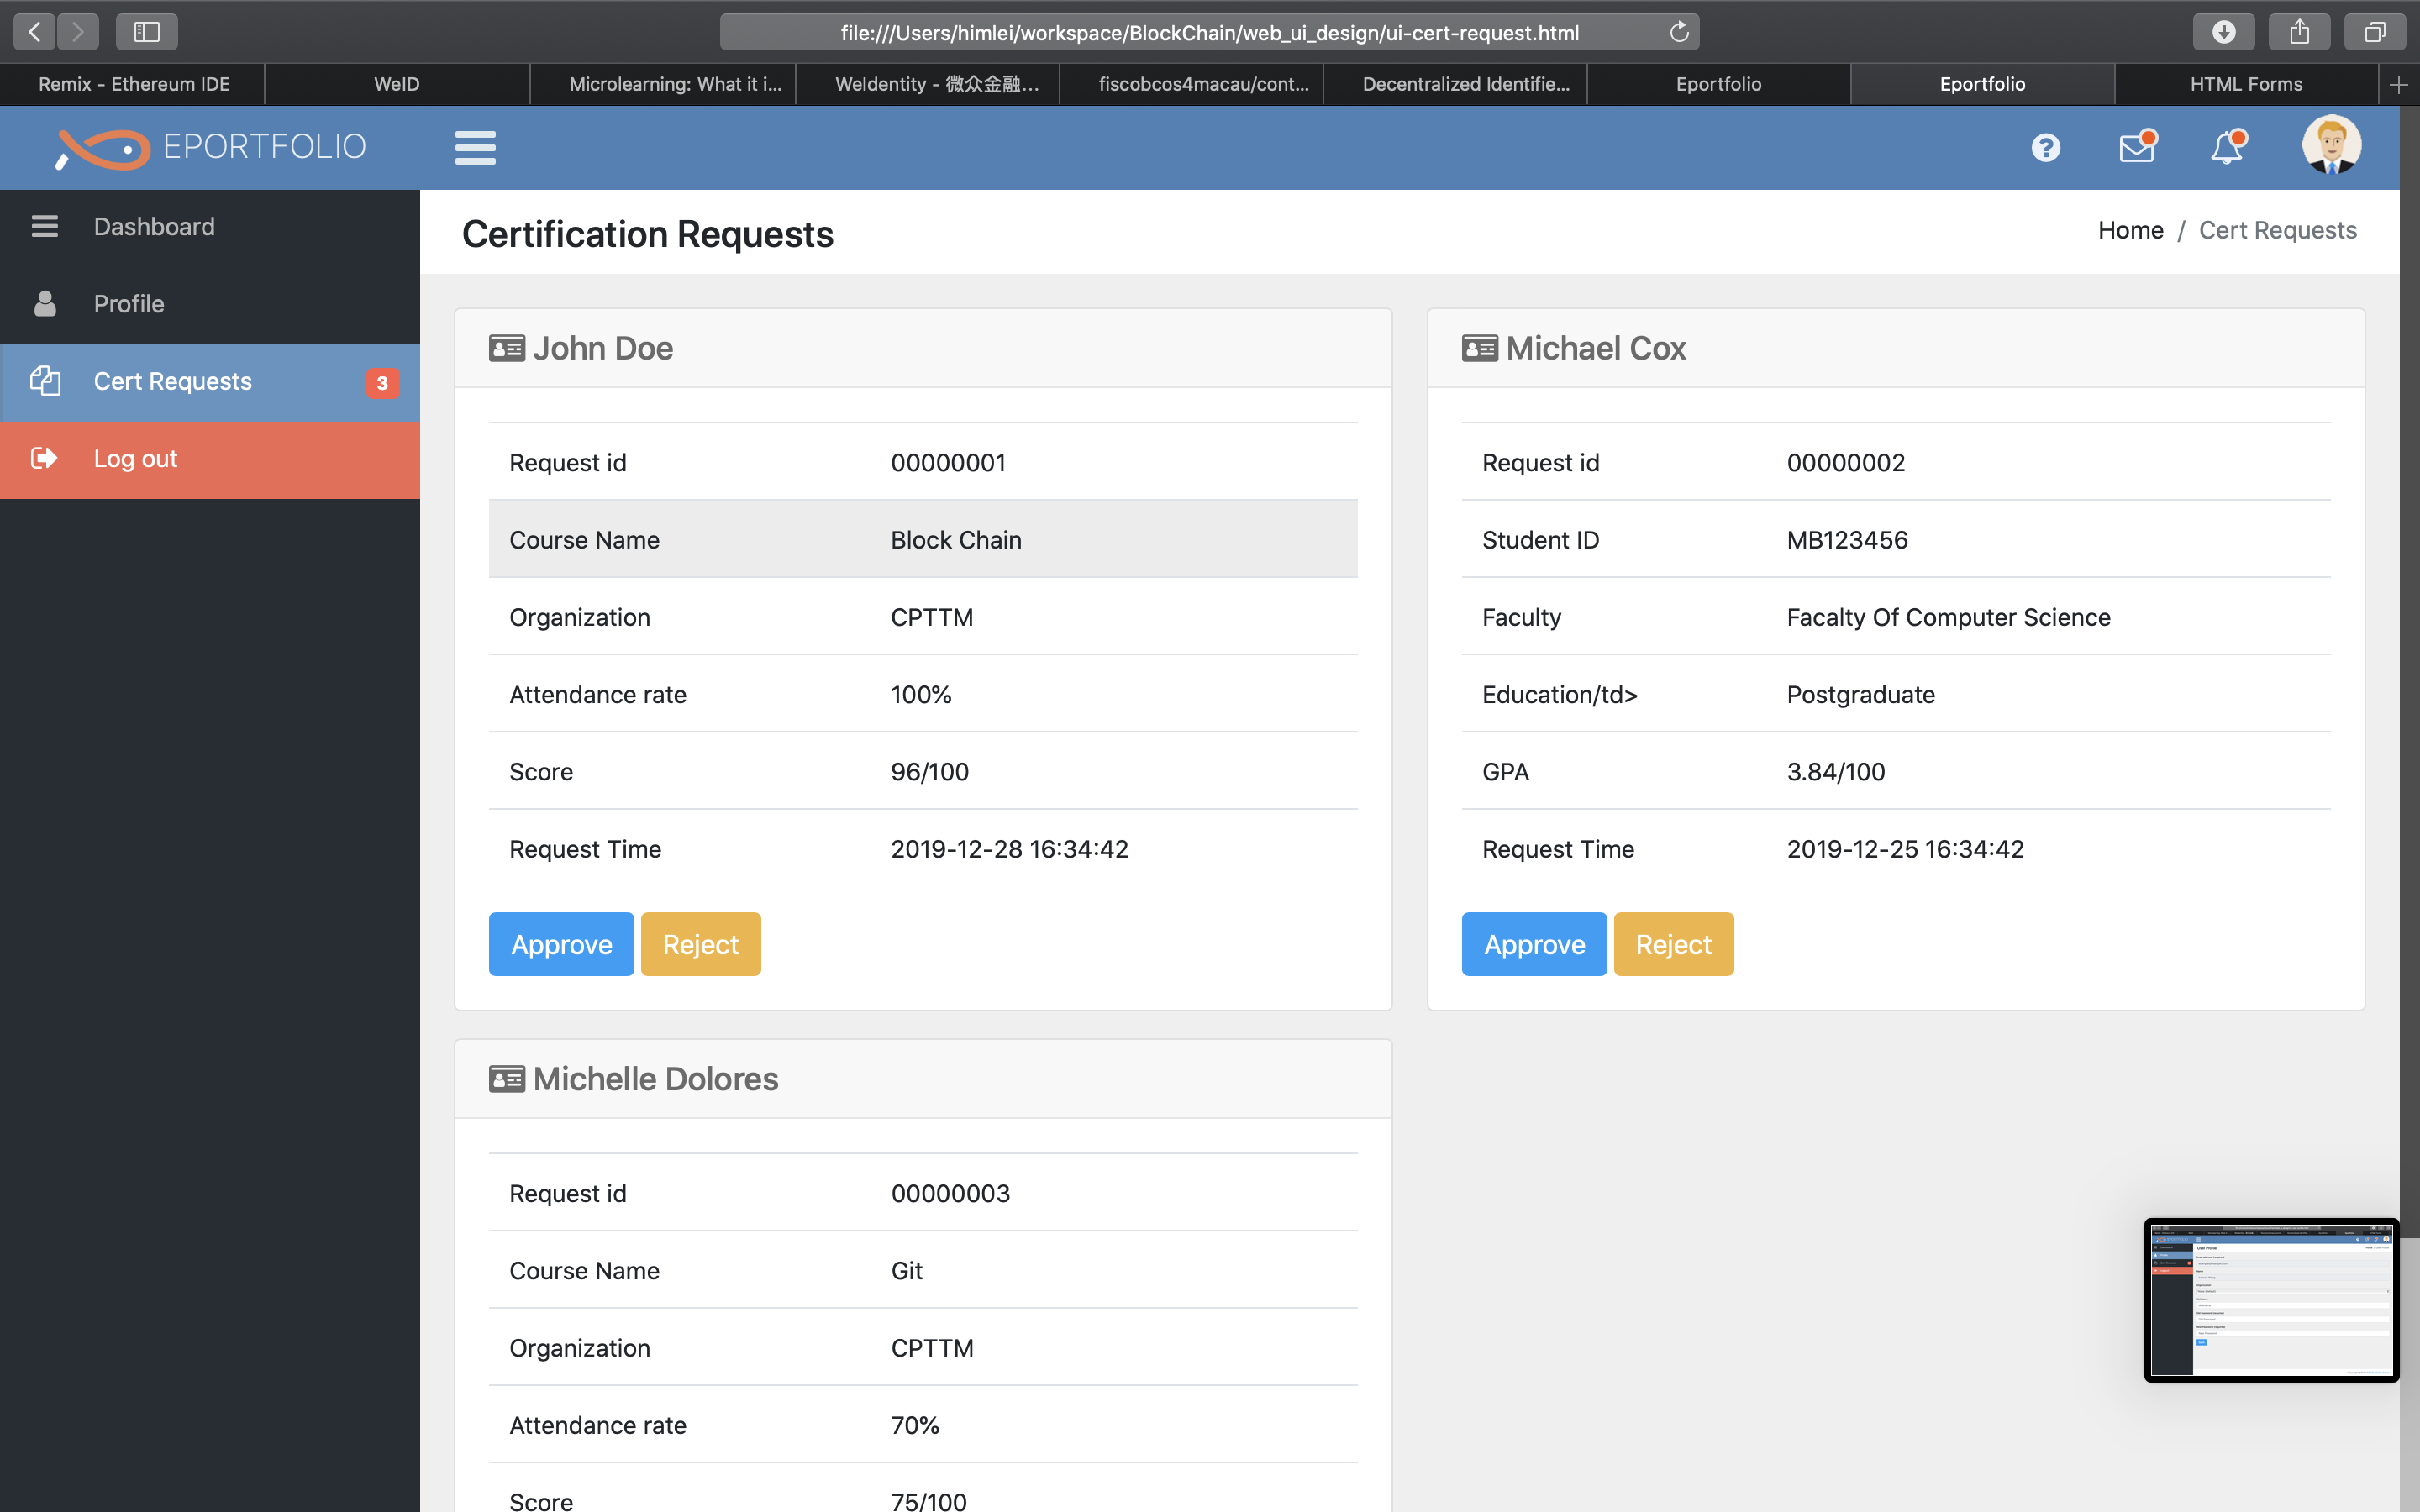 file:///Users/himlei/workspace/BlockChain/web_ui_design/ui-cert-request.html
Remix - Ethereum IDE
WeID
Microlearning: What it i...
WeIdentity - 微众金融...
fiscobcos4macau/cont...
Decentralized Identifie...
Eportfolio
Eportfolio
HTML Forms
EPORTFOLIO
Dashboard
Profile
Cert Requests 3
Log out
Certification Requests
Home / Cert Requests
John Doe
Request id 00000001
Course Name Block Chain
Organization CPTTM
Attendance rate 100%
Score 96/100
Request Time 2019-12-28 16:34:42
Approve Reject
Michael Cox
Request id 00000002
Student ID MB123456
Faculty Facalty Of Computer Science
Education/td> Postgraduate
GPA 3.84/100
Request Time 2019-12-25 16:34:42
Approve Reject
Michelle Dolores
Request id 00000003
Course Name Git
Organization CPTTM
Attendance rate 70%
Score 75/100